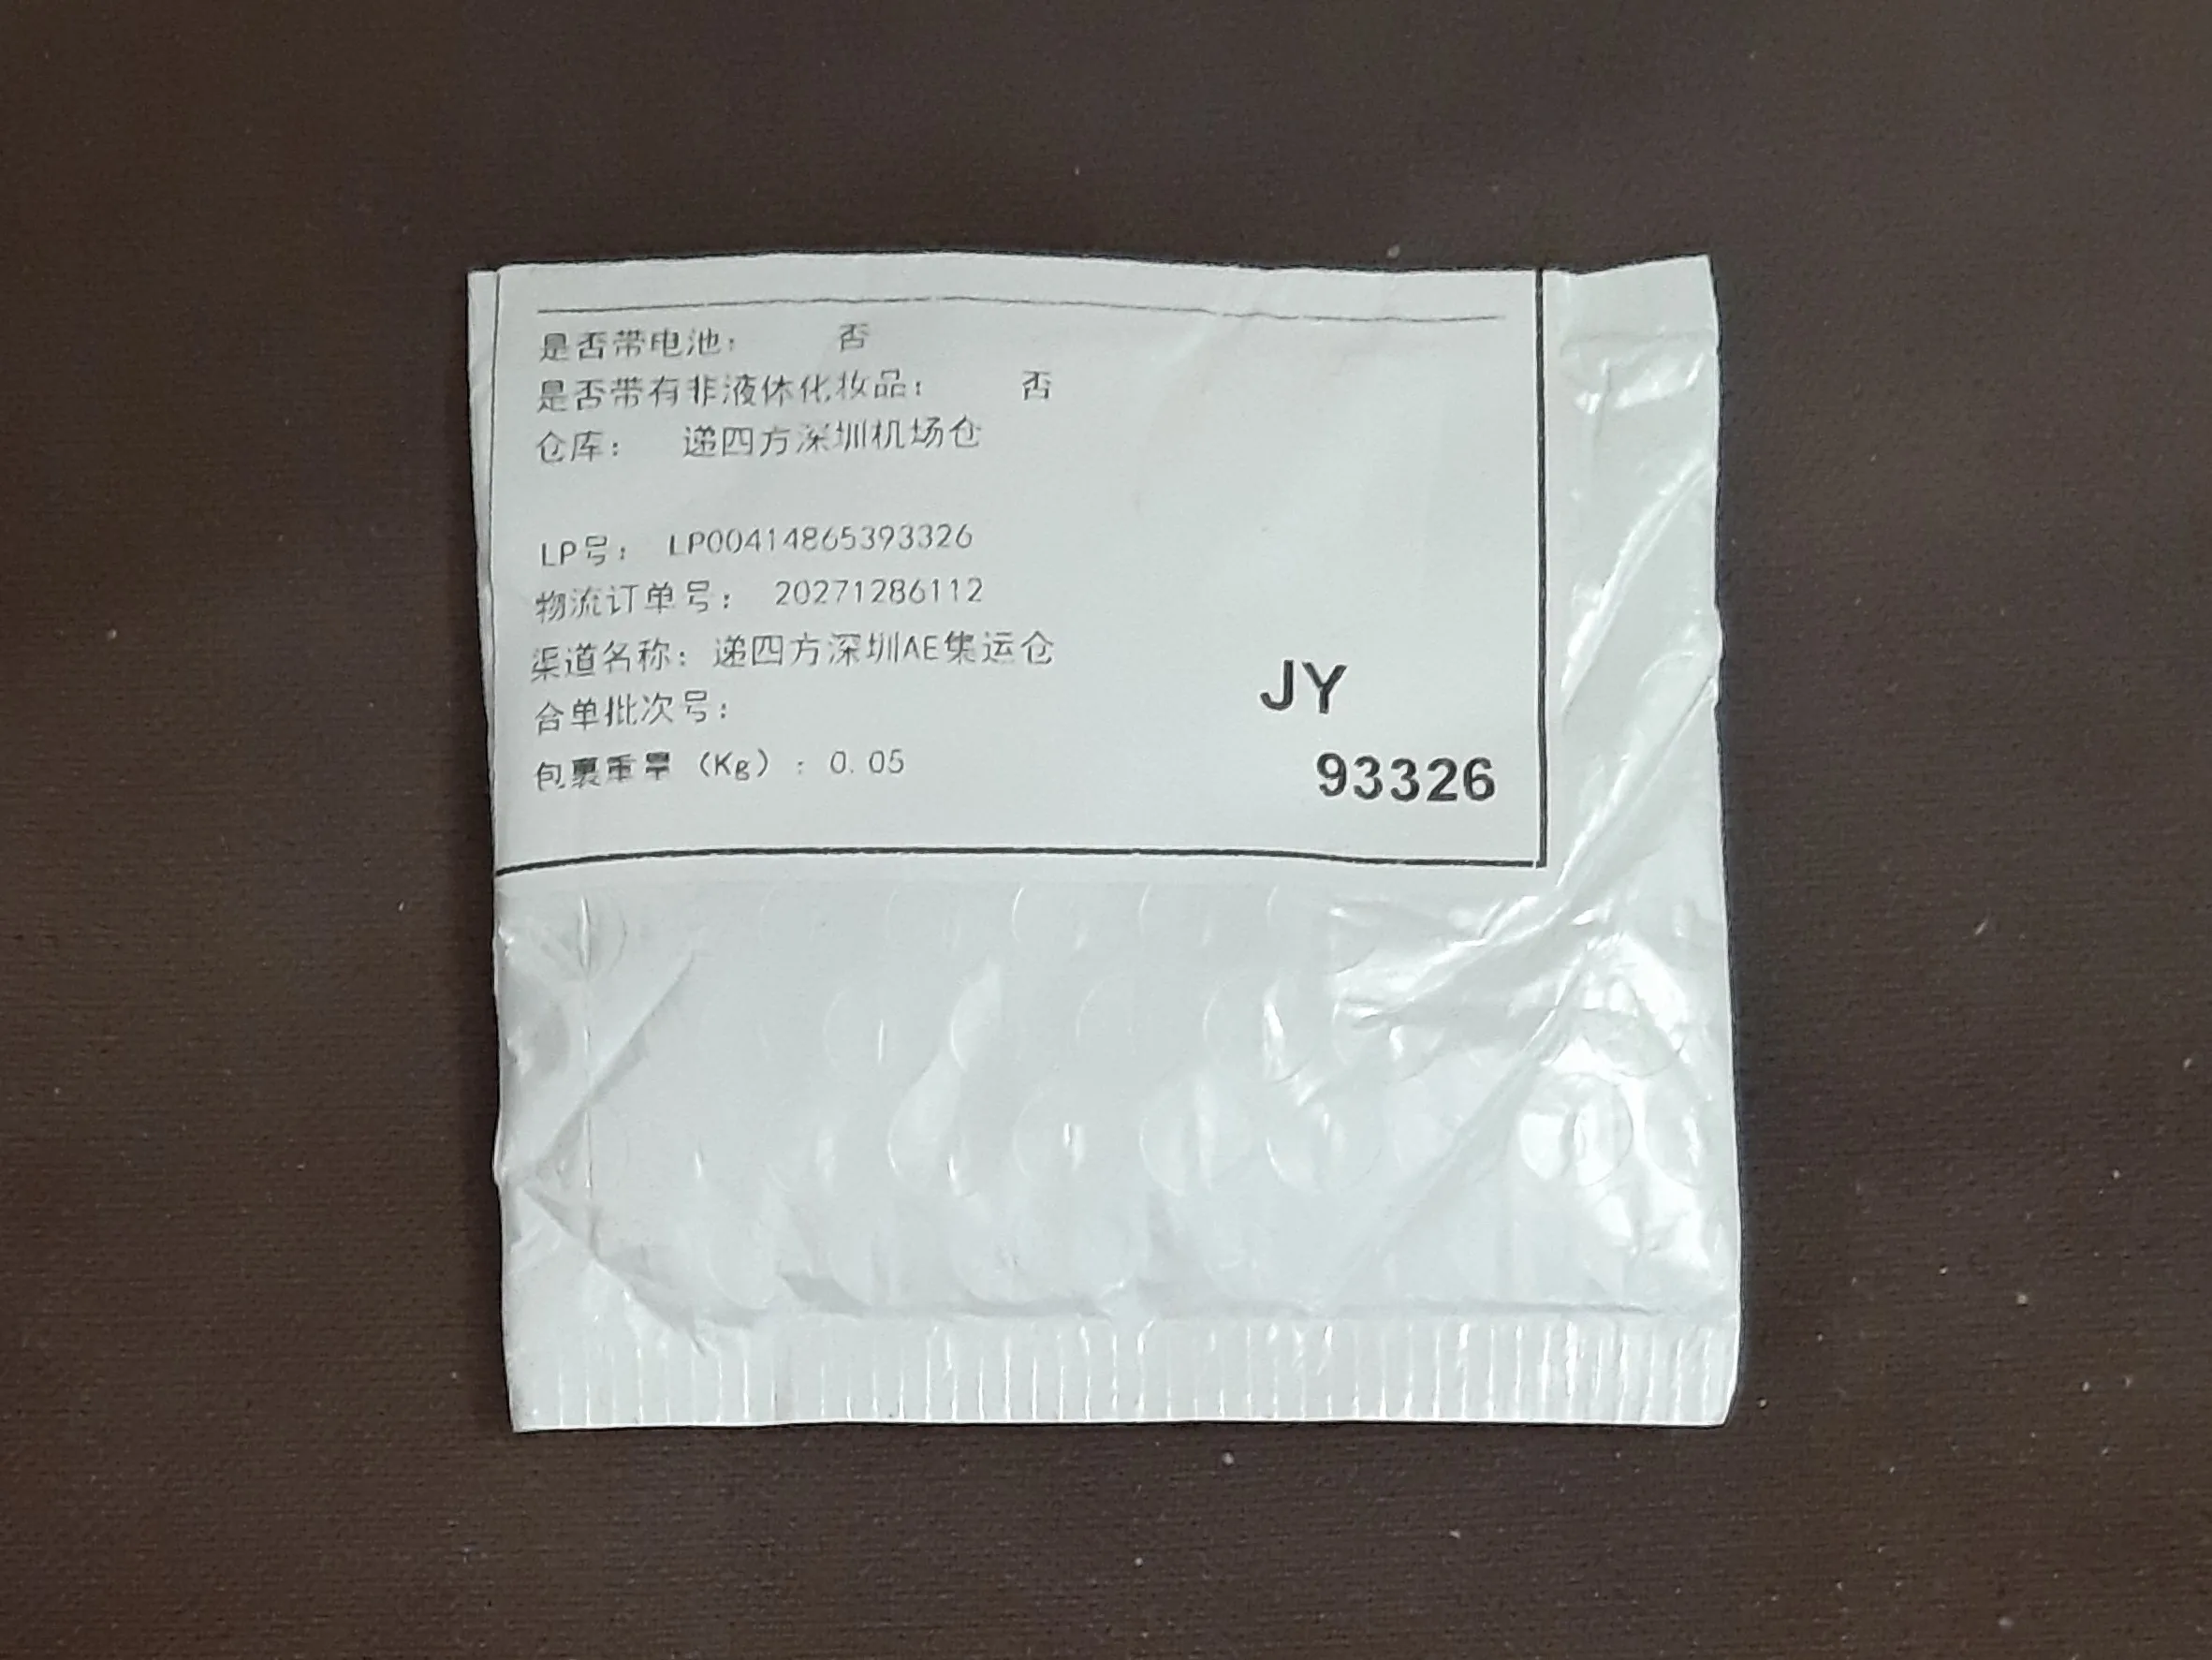 是否带电池： 否
是否带有非液体化妆品： 否
仓库： 递四方深圳机场仓
LP号： LP00414865393326
物流订单号： 20271286112
渠道名称：递四方深圳AE集运仓
合单批次号：
包裹重量（Kg）：0.05
JY
93326